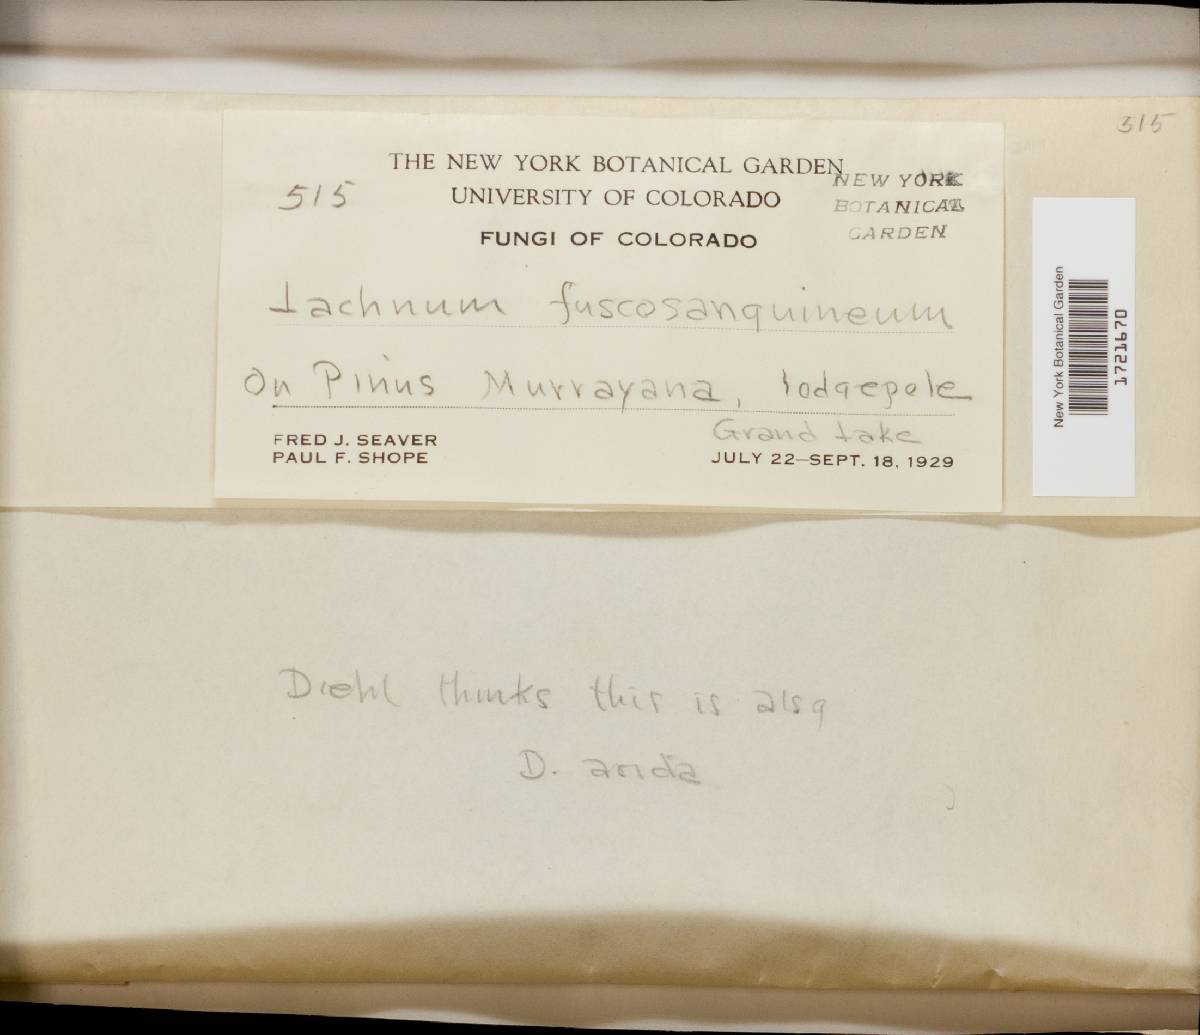 315
THE NEW YORK BOTANICAL GARDEN
UNIVERSITY OF COLORADO
FUNGI OF COLORADO
515
NEW YORK
BOTANICAL
GARDEN
Lachnum fuscosanquineum
On Pinus Murrayana, lodgepole
Grand Lake
FRED J. SEAVER
PAUL F. SHOPE
JULY 22–SEPT. 18, 1929
New York Botanical Garden
1721670
Diehl thinks this is also
D. arida